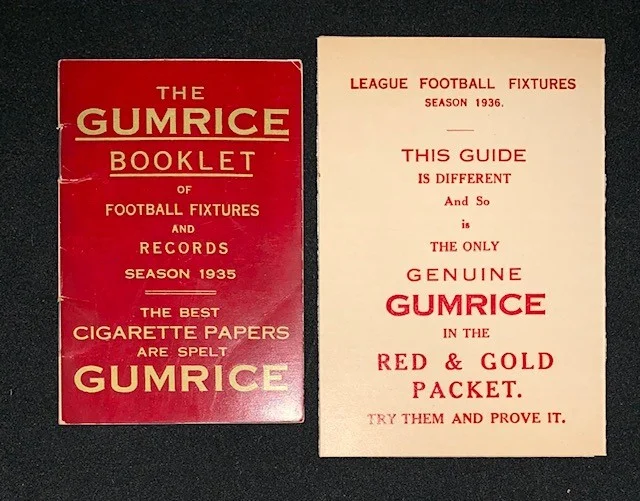 THE
GUMRICE
BOOKLET
OF
FOOTBALL FIXTURES
AND
RECORDS
SEASON 1935
THE BEST
CIGARETTE PAPERS
ARE SPELT
GUMRICE
LEAGUE FOOTBALL FIXTURES
SEASON 1936.
THIS GUIDE
IS DIFFERENT
And So
is
THE ONLY
GENUINE
GUMRICE
IN THE
RED & GOLD
PACKET.
TRY THEM AND PROVE IT.